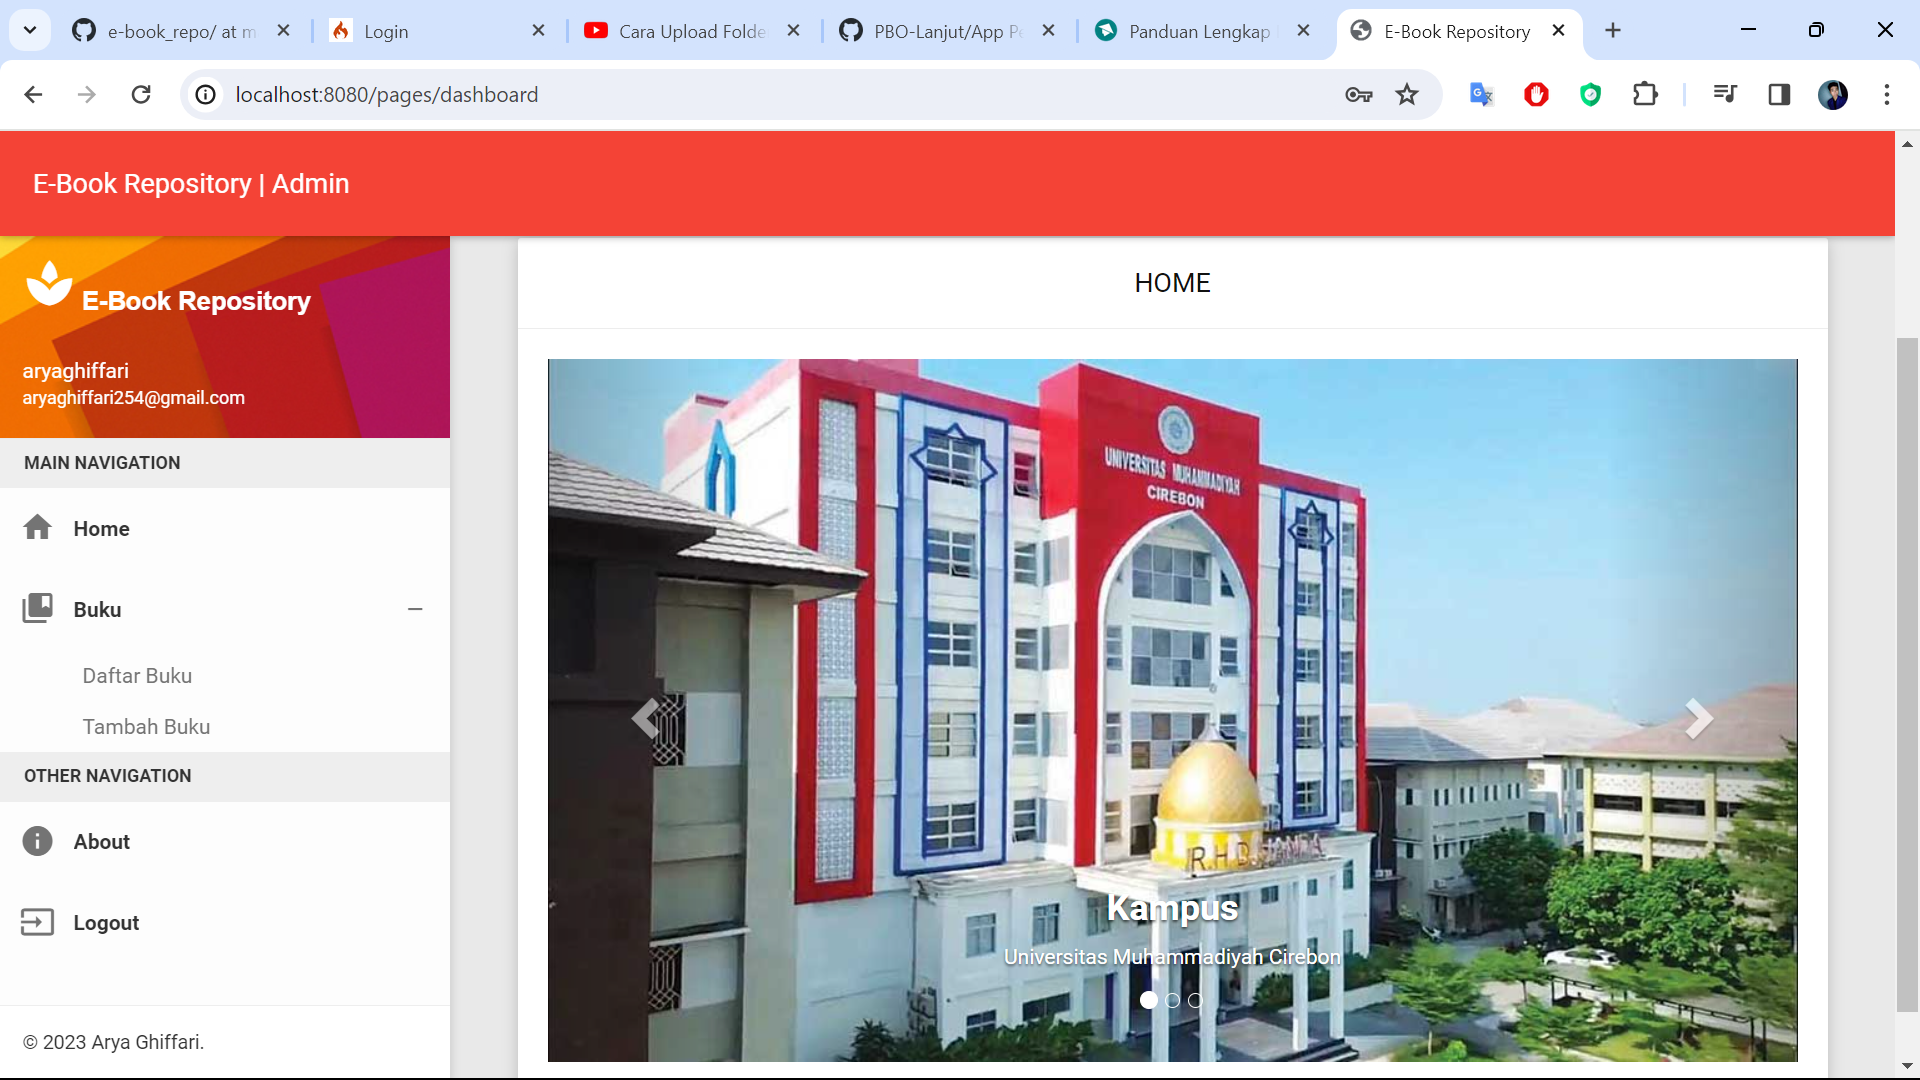 e-book_repo/ at m
Login
Cara Upload Folde
PBO-Lanjut/App Pe
Panduan Lengkap
E-Book Repository
localhost:8080/pages/dashboard
E-Book Repository | Admin
E-Book Repository
aryaghiffari
aryaghiffari254@gmail.com
MAIN NAVIGATION
Home
Buku
Daftar Buku
Tambah Buku
OTHER NAVIGATION
About
Logout
© 2023 Arya Ghiffari.
HOME
UNIVERSITAS MUHAMMADIYAH
CIREBON
Kampus
Universitas Muhammadiyah Cirebon